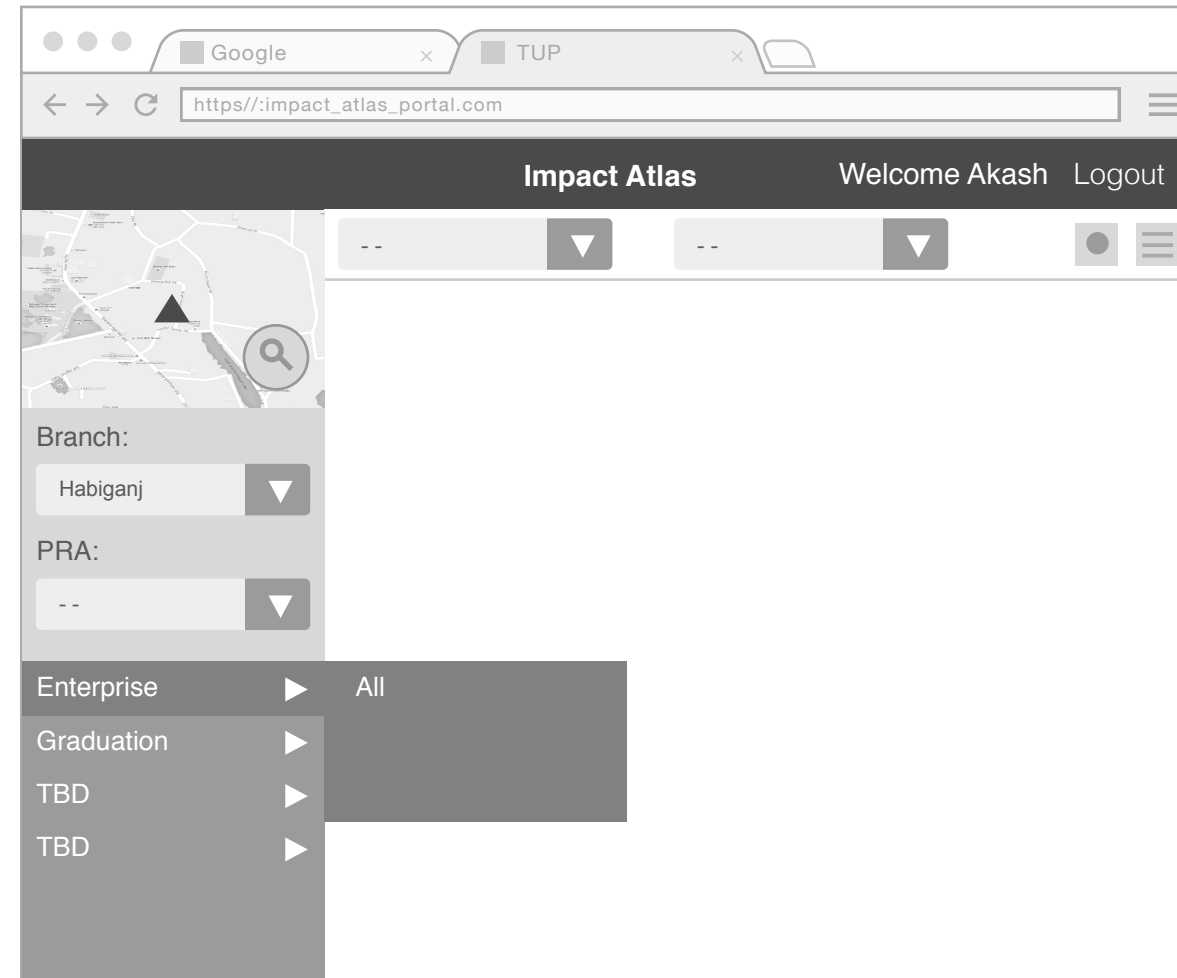 Google × TUP ×
https//:impact_atlas_portal.com
Impact Atlas Welcome Akash Logout
- - - -
Branch:
Habiganj
PRA:
- -
Enterprise All
Graduation
TBD
TBD